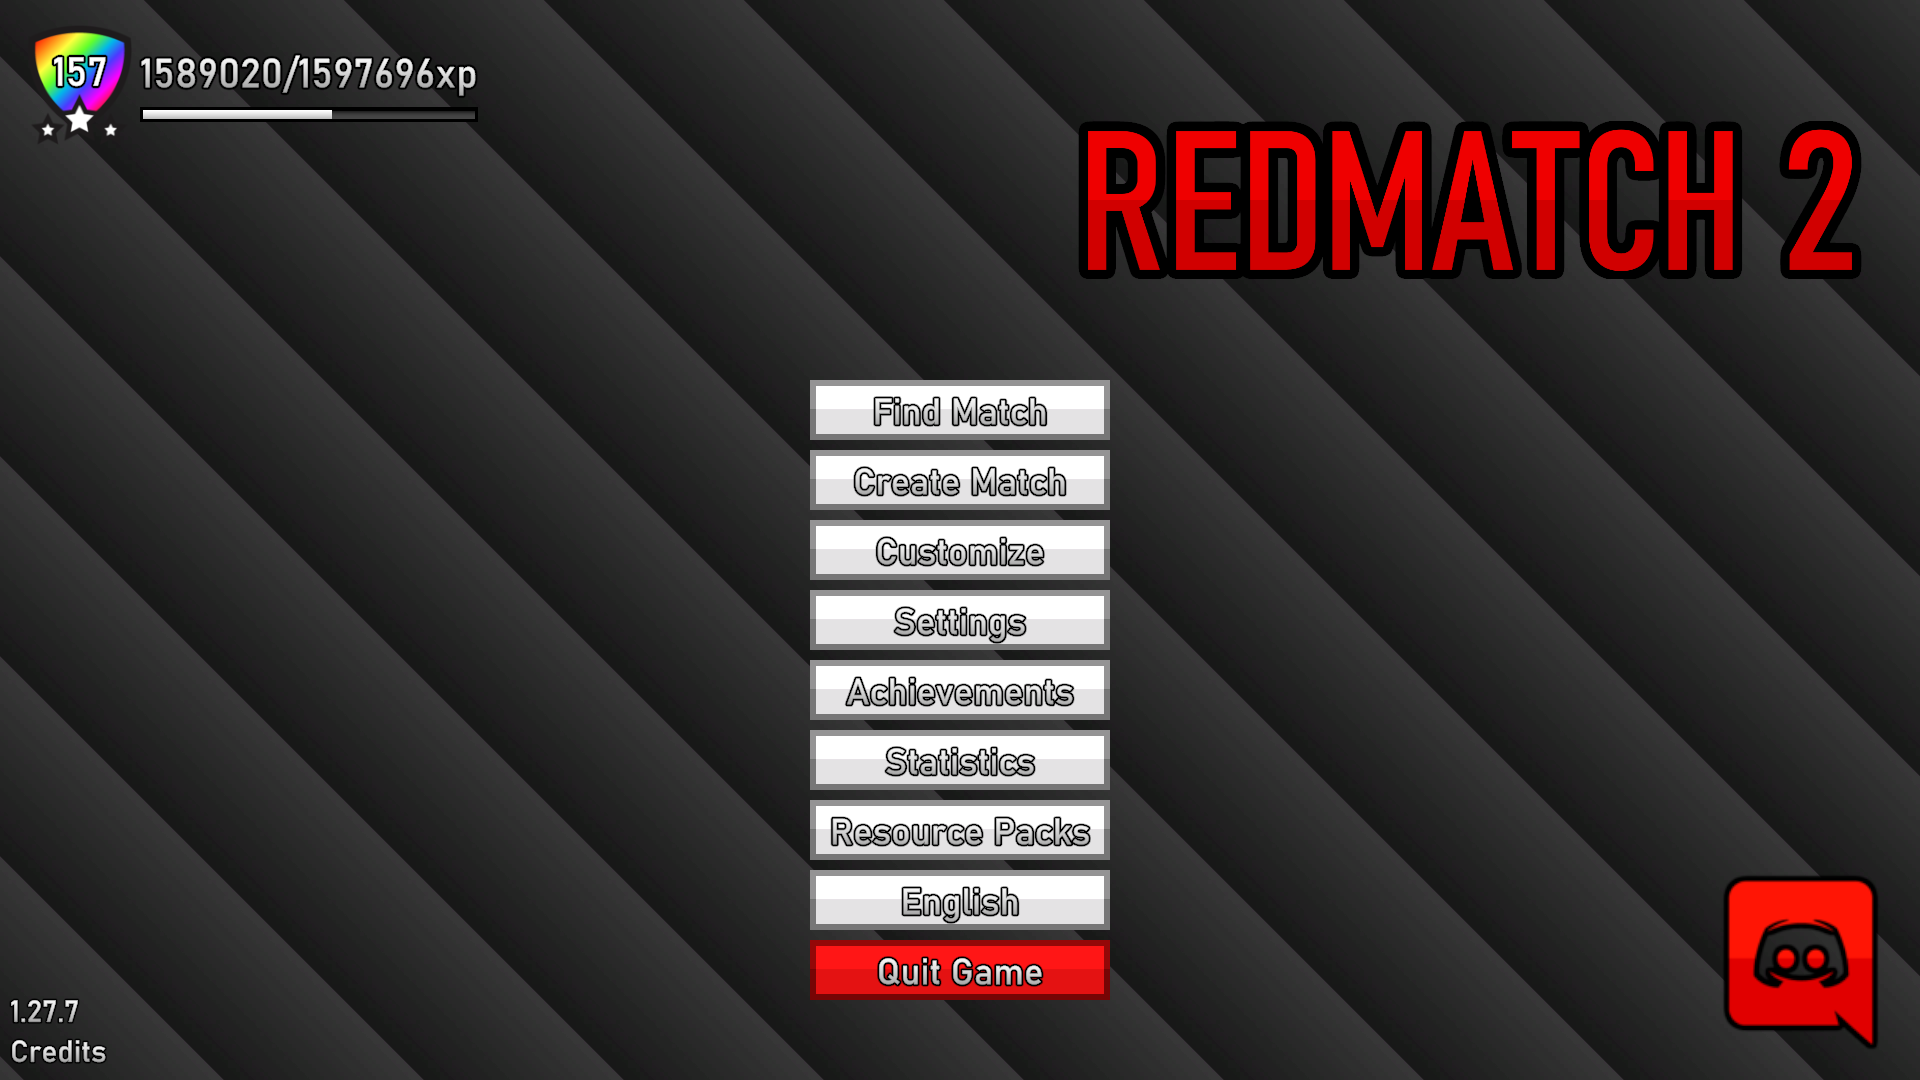 157
1589020/1597696xp
REDMATCH 2
Find Match
Create Match
Customize
Settings
Achievements
Statistics
Resource Packs
English
Quit Game
1.27.7
Credits